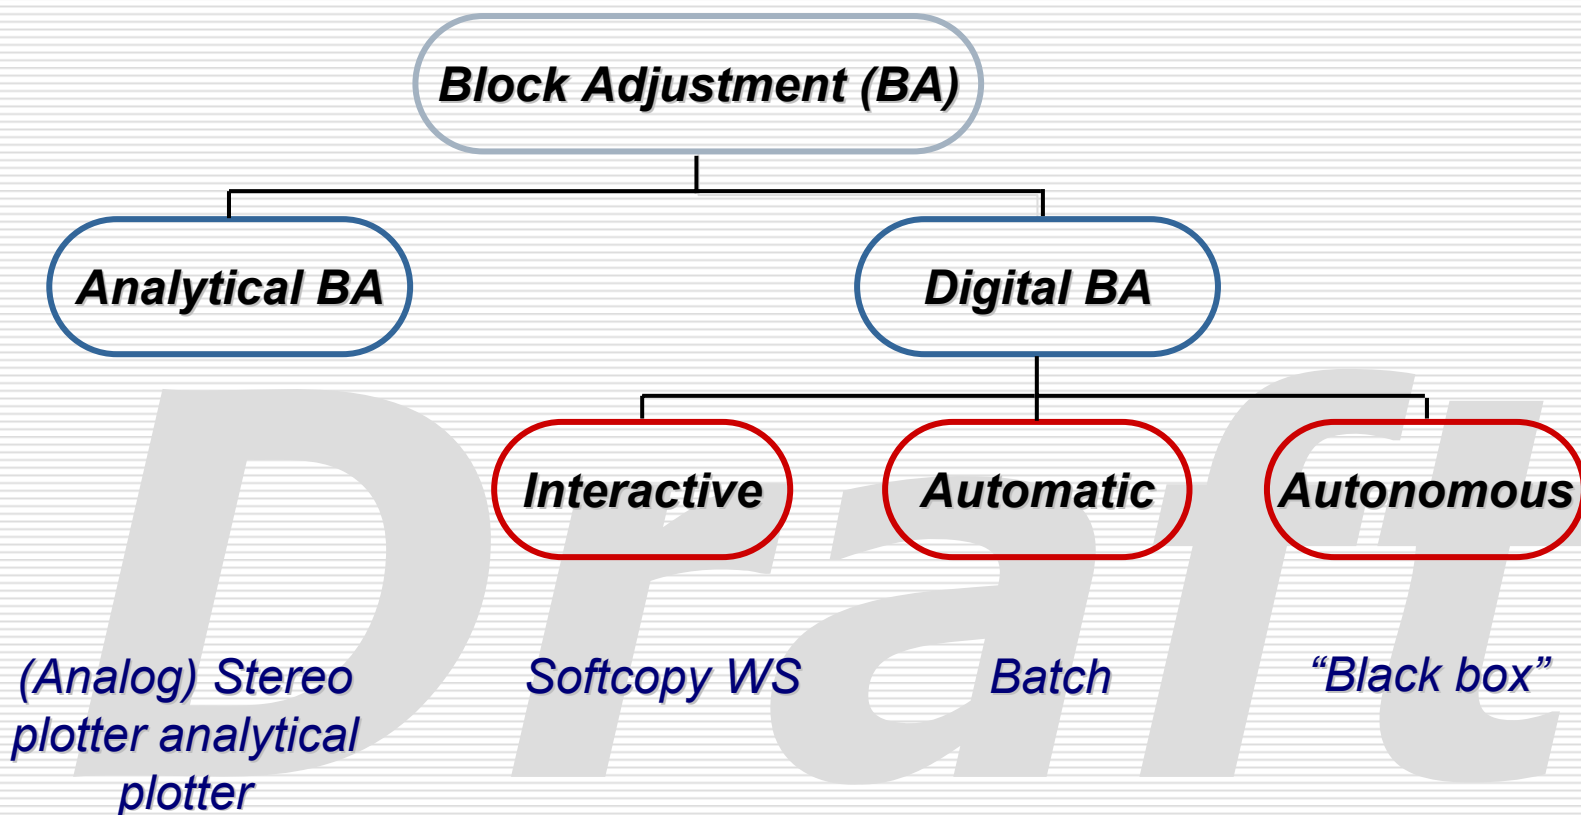 Block Adjustment (BA)
Analytical BA
Digital BA
Interactive
Automatic
Autonomous
(Analog) Stereo
plotter analytical
plotter
Softcopy WS
Batch
“Black box”
Draft